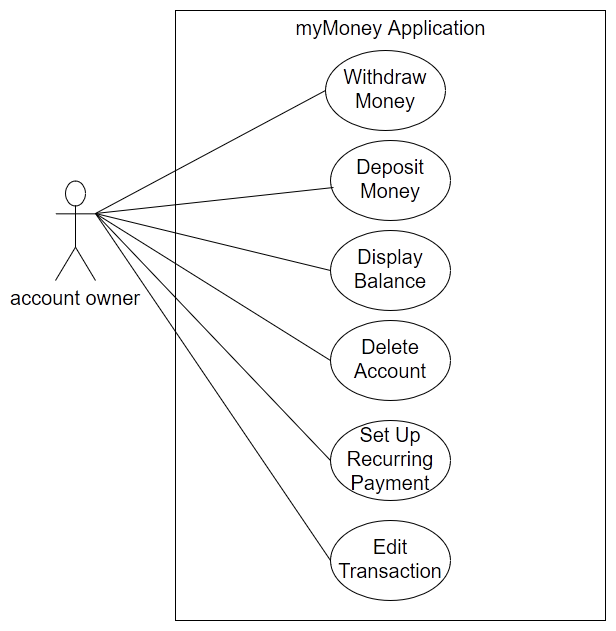 myMoney Application
Withdraw
Money
Deposit
Money
Display
Balance
account owner
Delete
Account
Set Up
Recurring
Payment
Edit
Transaction